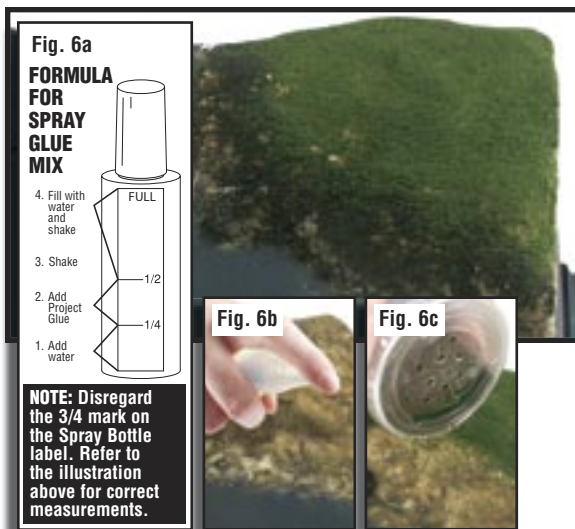 Fig. 6a
FORMULA
FOR
SPRAY
GLUE
MIX
4. Fill with
water
and
shake
FULL
3. Shake
1/2
2. Add
Project
Glue
1/4
1. Add
water
NOTE: Disregard
the 3/4 mark on
the Spray Bottle
label. Refer to
the illustration
above for correct
measurements.
Fig. 6b
Fig. 6c